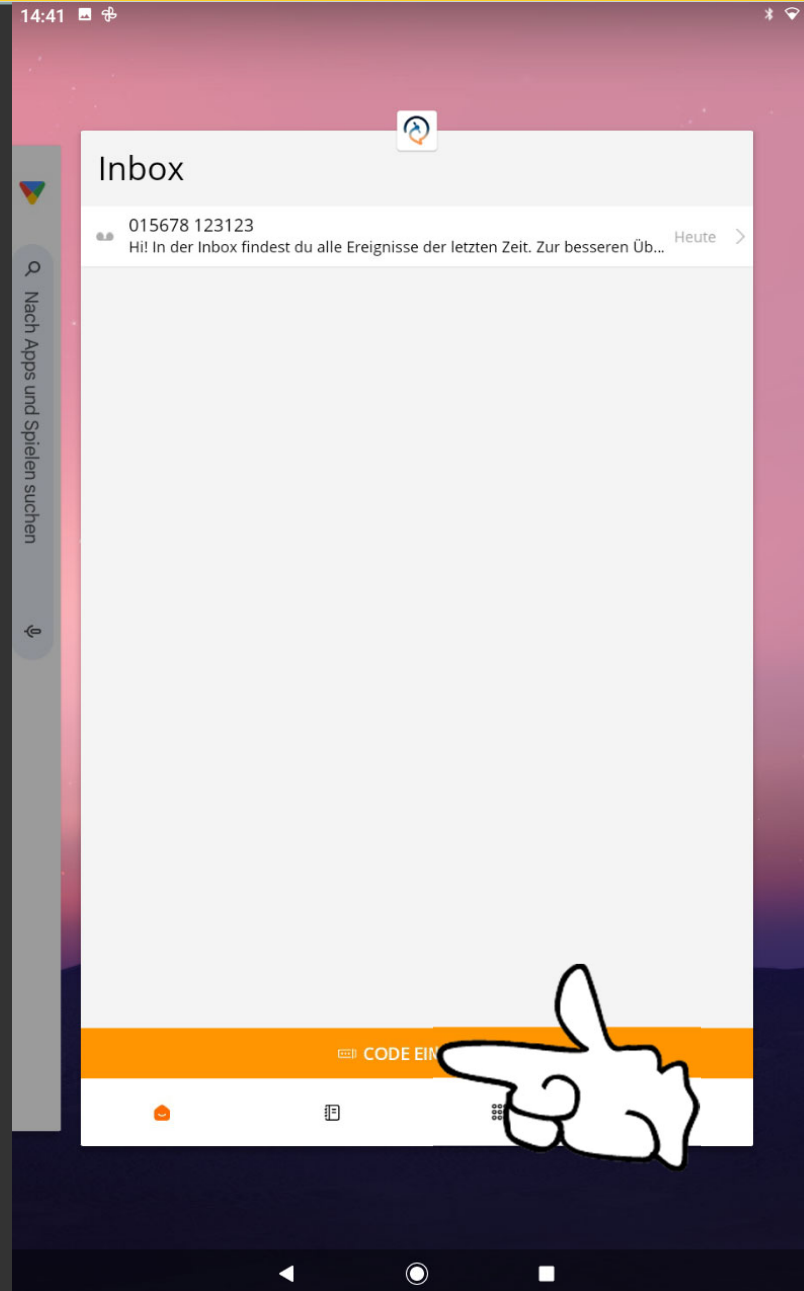 14:41
Nach Apps und Spielen suchen
Inbox
015678 123123
Hi! In der Inbox findest du alle Ereignisse der letzten Zeit. Zur besseren Üb...
Heute
CODE EIN